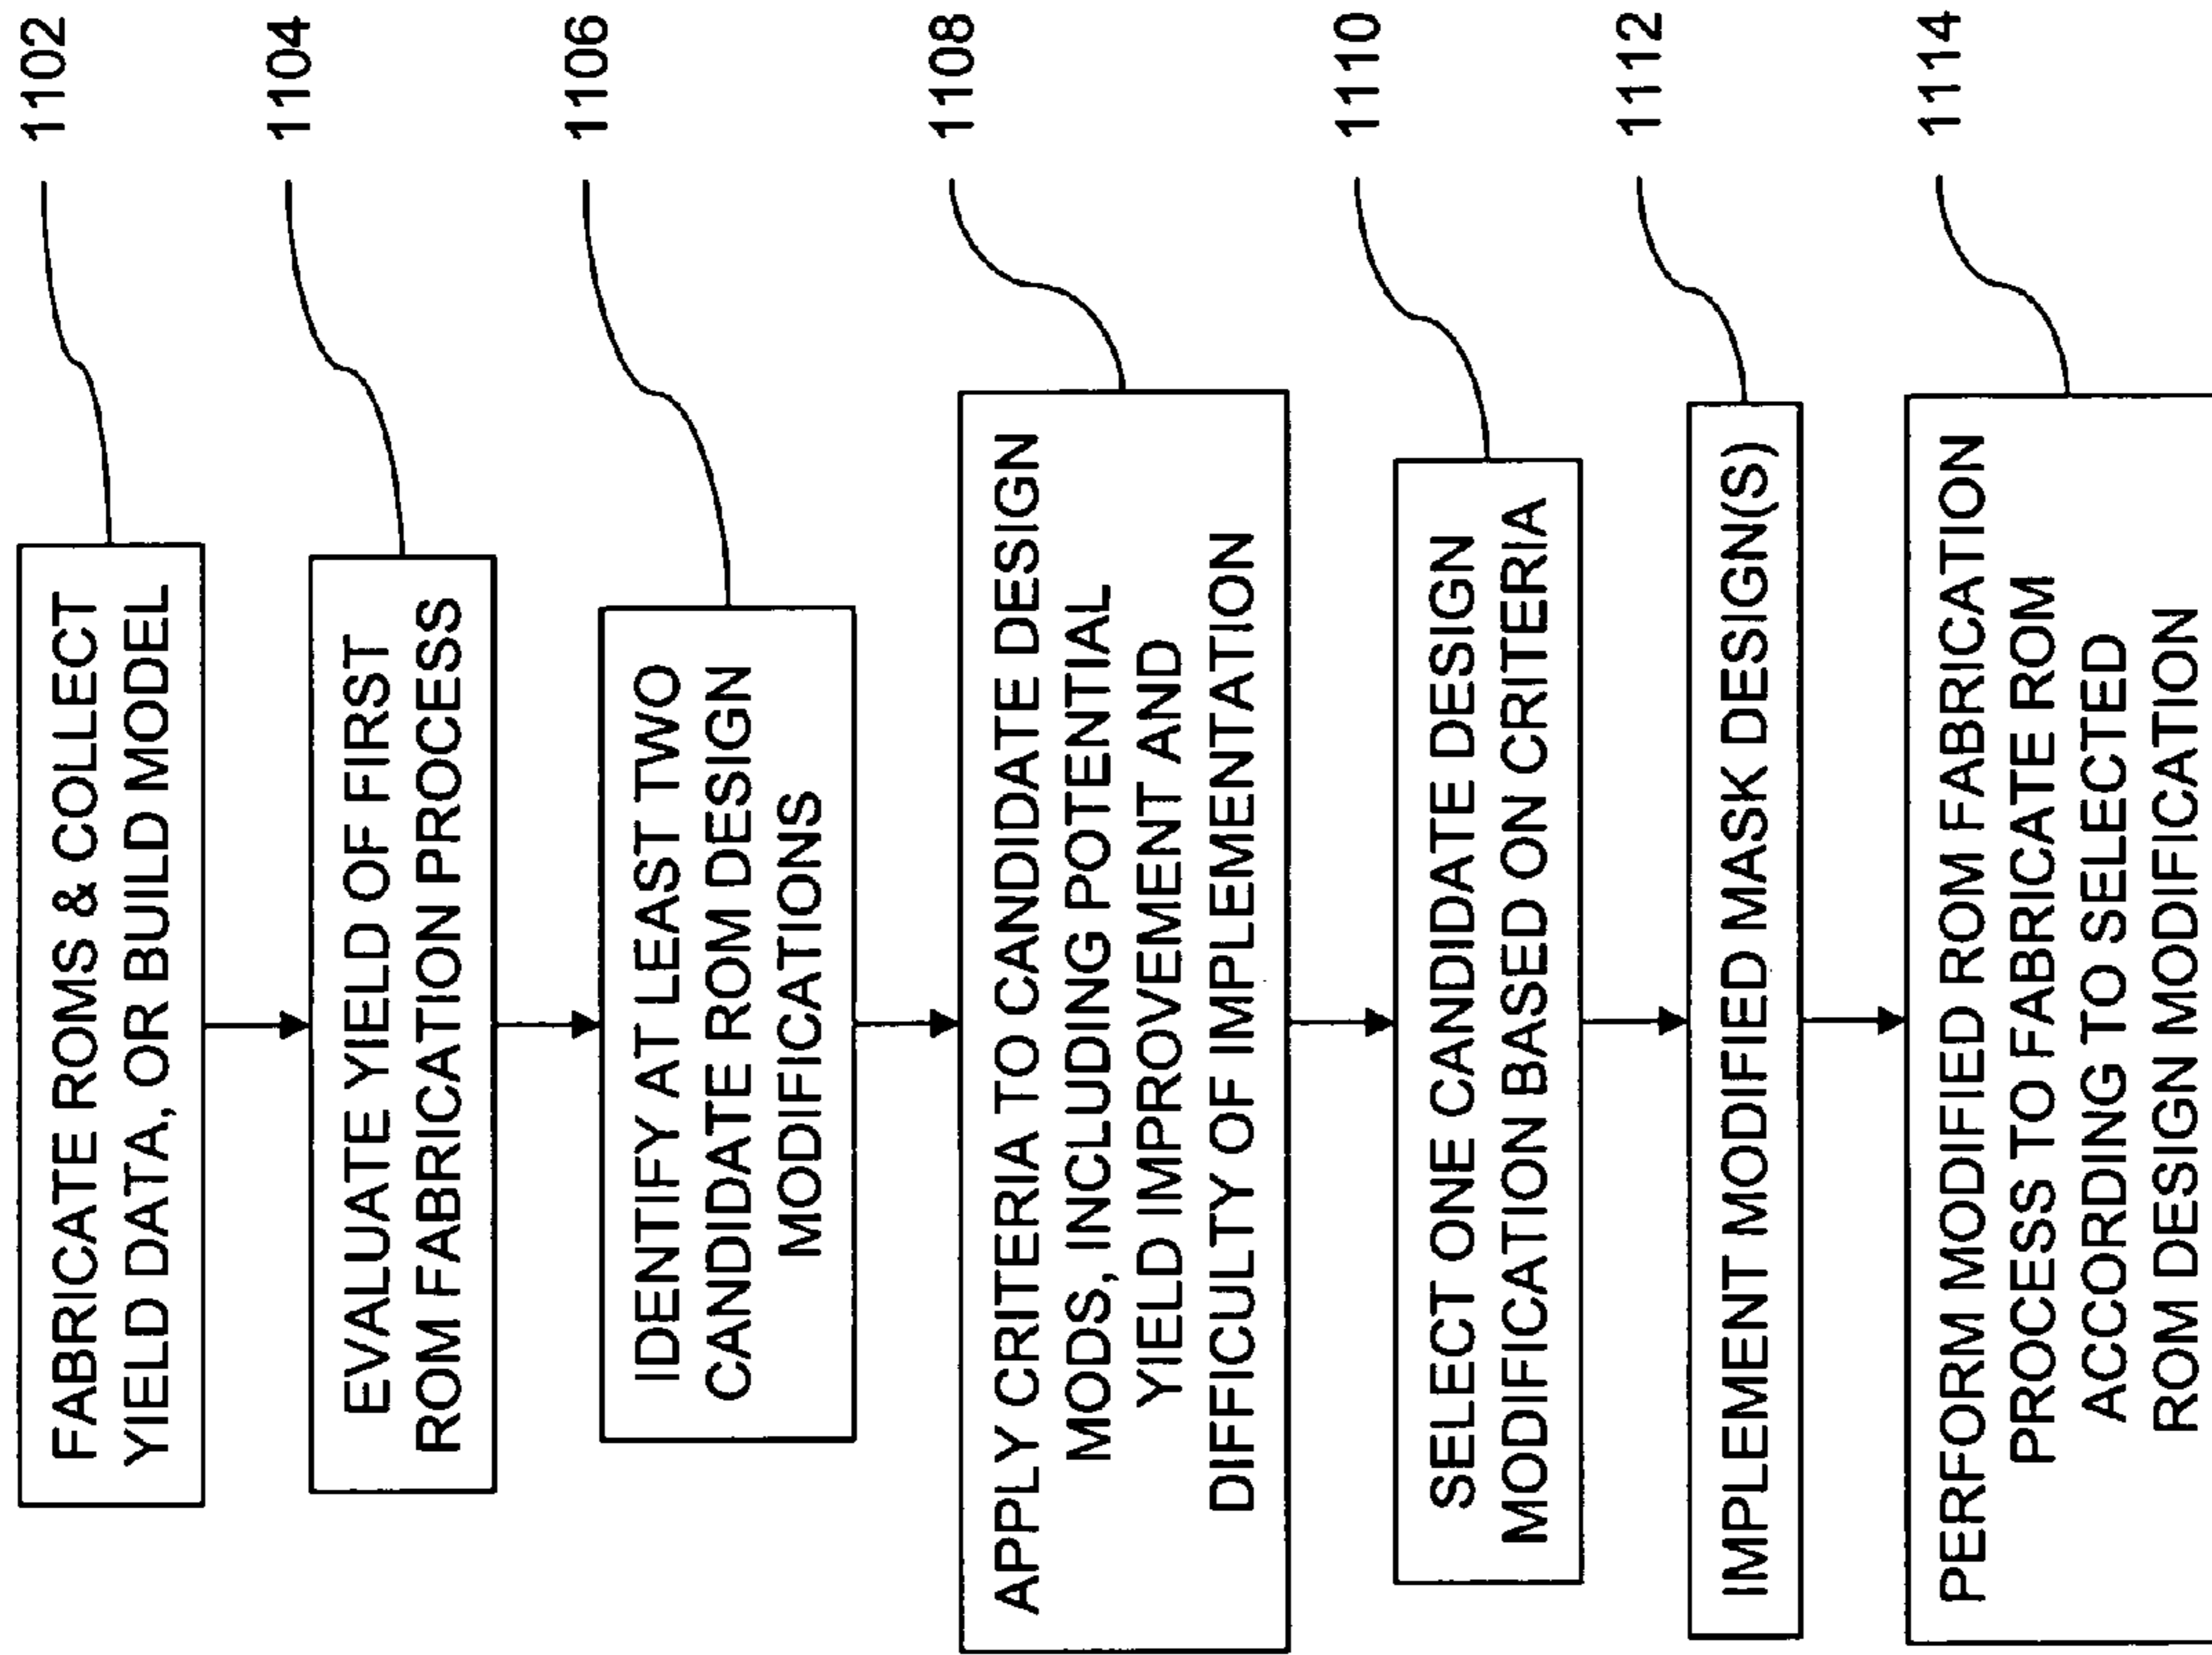 FABRICATE ROMS & COLLECT
YIELD DATA, OR BUILD MODEL
1102
EVALUATE YIELD OF FIRST
ROM FABRICATION PROCESS
1104
IDENTIFY AT LEAST TWO
CANDIDATE ROM DESIGN
MODIFICATIONS
1106
APPLY CRITERIA TO CANDIDATE DESIGN
MODS, INCLUDING POTENTIAL
YIELD IMPROVEMENT AND
DIFFICULTY OF IMPLEMENTATION
1108
SELECT ONE CANDIDATE DESIGN
MODIFICATION BASED ON CRITERIA
1110
IMPLEMENT MODIFIED MASK DESIGN(S)
1112
PERFORM MODIFIED ROM FABRICATION
PROCESS TO FABRICATE ROM
ACCORDING TO SELECTED
ROM DESIGN MODIFICATION
1114